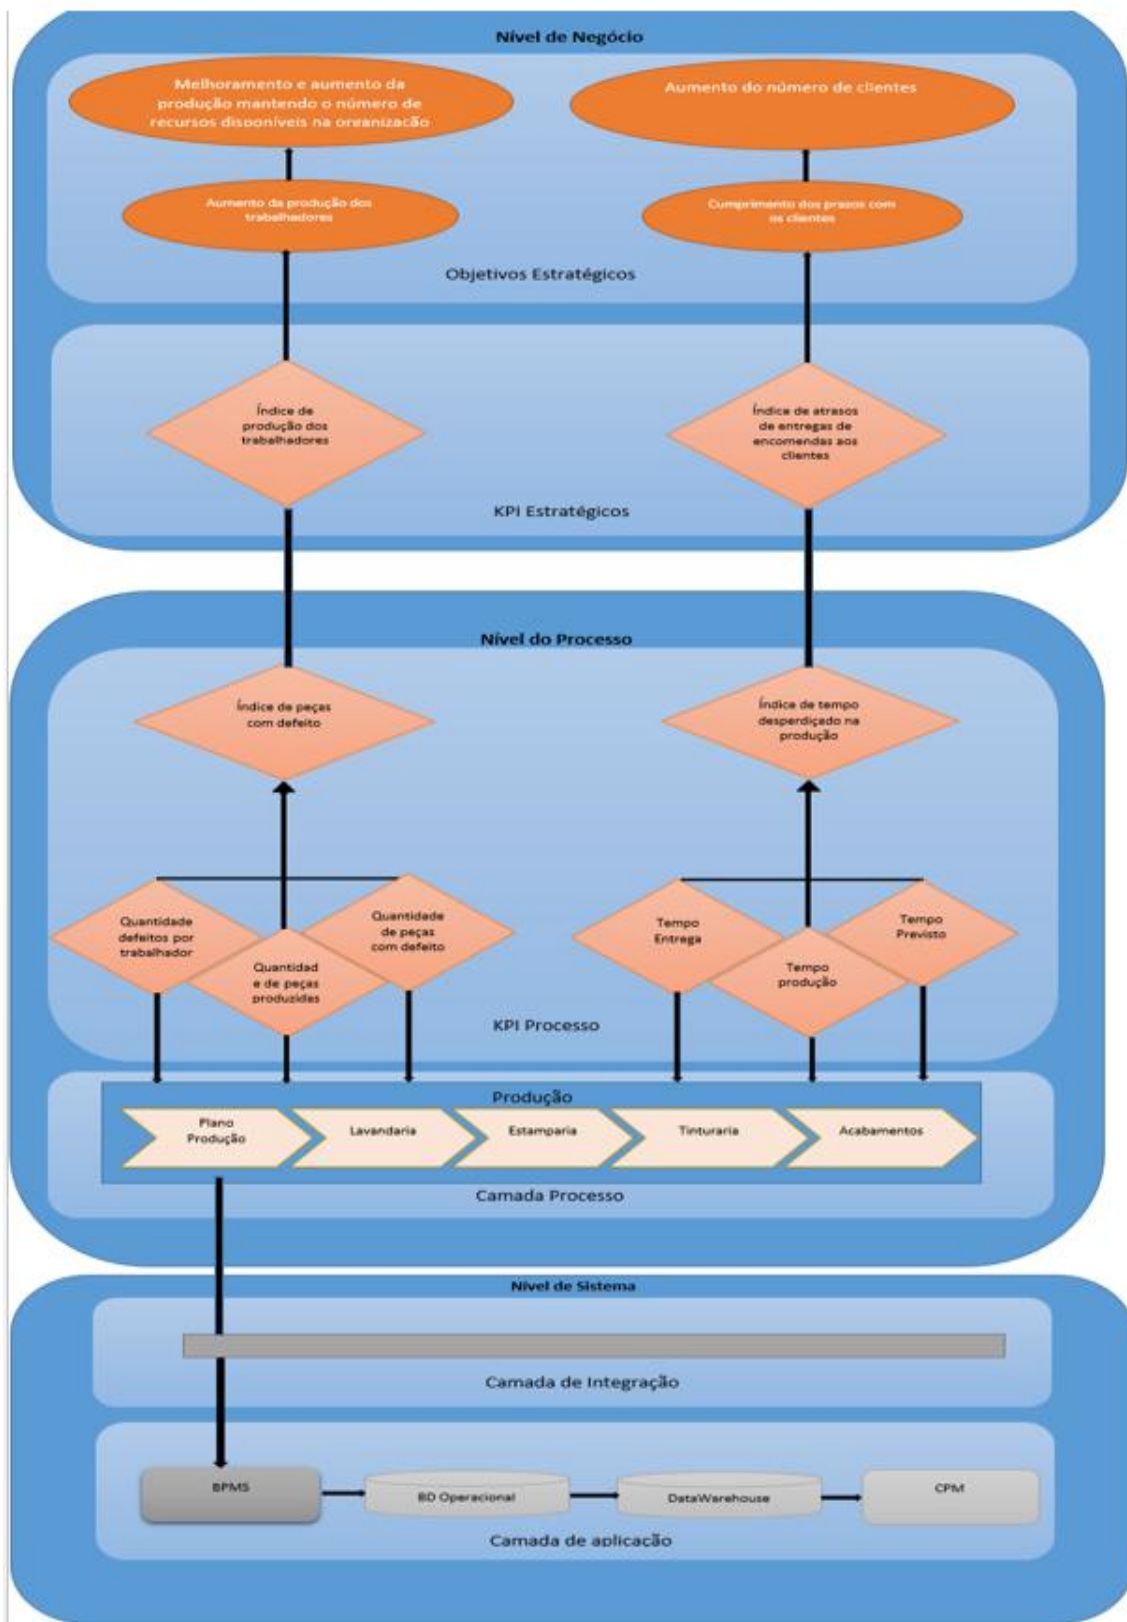 Nível de Negócio
Melhoramento e aumento da
produção mantendo o número de
recursos disponíveis na organização
Aumento do número de clientes
Aumento da produção dos
trabalhadores
Cumprimento dos prazos com
os clientes
Objetivos Estratégicos
Índice de
produção dos
trabalhadores
Índice de atrasos
de entregas de
encomendas aos
clientes
KPI Estratégicos
Nível do Processo
Índice de peças
com defeito
Índice de tempo
desperdiçado na
produção
Quantidade
defeitos por
trabalhador
Quantidad
e de peças
produzidas
Quantidade
de peças
com defeito
Tempo
Entrega
Tempo
produção
Tempo
Previsto
KPI Processo
Produção
Plano
Produção
Lavandaria
Estamparia
Tinturaria
Acabamentos
Camada Processo
Nível de Sistema
Camada de Integração
BPMS
BD Operacional
DataWarehouse
CPM
Camada de aplicação